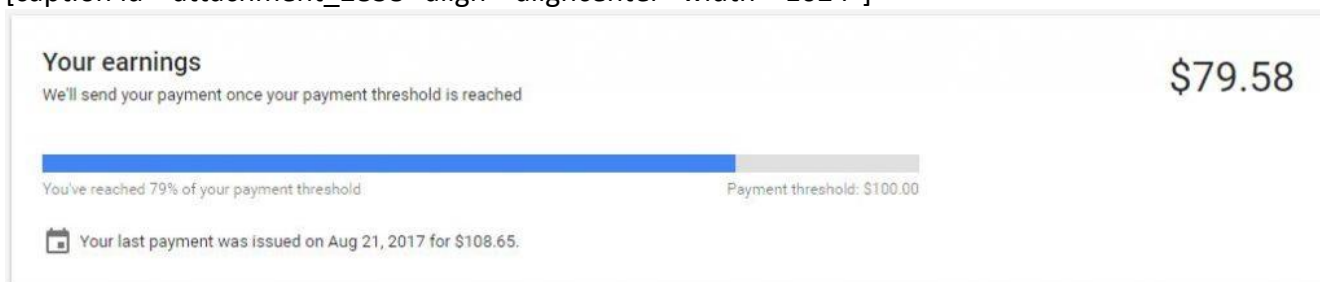 Your earnings
$79.58
We'll send your payment once your payment threshold is reached
You've reached 79% of your payment threshold
Payment threshold: $100.00
Your last payment was issued on Aug 21, 2017 for $108.65.